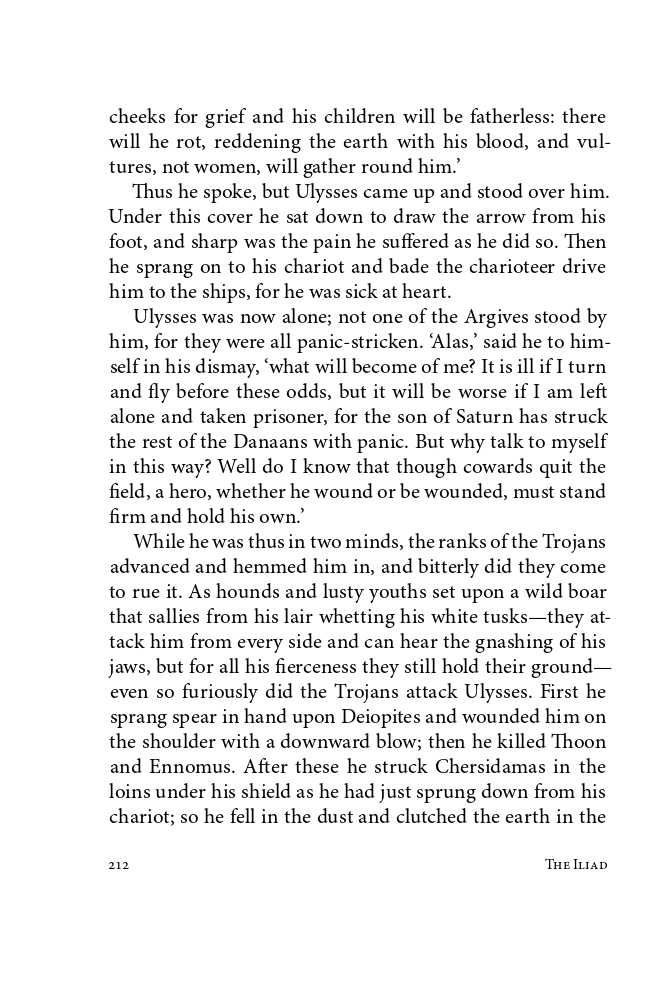 cheeks for grief and his children will be fatherless: there
will he rot, reddening the earth with his blood, and vul-
tures, not women, will gather round him.’
Thus he spoke, but Ulysses came up and stood over him.
Under this cover he sat down to draw the arrow from his
foot, and sharp was the pain he suffered as he did so. Then
he sprang on to his chariot and bade the charioteer drive
him to the ships, for he was sick at heart.
Ulysses was now alone; not one of the Argives stood by
him, for they were all panic-stricken. ‘Alas,’ said he to him-
self in his dismay, ‘what will become of me? It is ill if I turn
and fly before these odds, but it will be worse if I am left
alone and taken prisoner, for the son of Saturn has struck
the rest of the Danaans with panic. But why talk to myself
in this way? Well do I know that though cowards quit the
field, a hero, whether he wound or be wounded, must stand
firm and hold his own.’
While he was thus in two minds, the ranks of the Trojans
advanced and hemmed him in, and bitterly did they come
to rue it. As hounds and lusty youths set upon a wild boar
that sallies from his lair whetting his white tusks—they at-
tack him from every side and can hear the gnashing of his
jaws, but for all his fierceness they still hold their ground—
even so furiously did the Trojans attack Ulysses. First he
sprang spear in hand upon Deiopites and wounded him on
the shoulder with a downward blow; then he killed Thoon
and Ennomus. After these he struck Chersidamas in the
loins under his shield as he had just sprung down from his
chariot; so he fell in the dust and clutched the earth in the
212 The Iliad